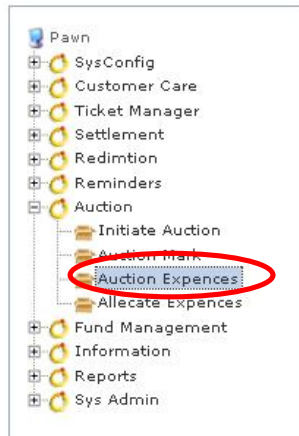 Pawn
SysConfig
Customer Care
Ticket Manager
Settlement
Redimtion
Reminders
Auction
Initiate Auction
Auction Mark
Auction Expences
Allecate Expences
Fund Management
Information
Reports
Sys Admin